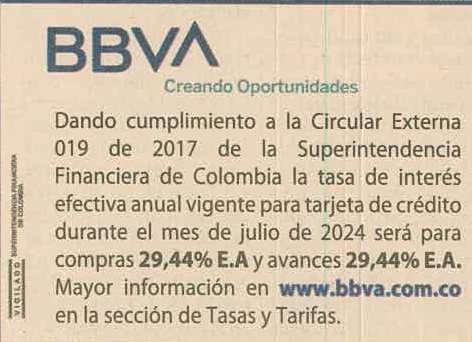 BBVA
Creando Oportunidades
Dando cumplimiento a la Circular Externa
019 de 2017 de la Superintendencia
Financiera de Colombia la tasa de interés
efectiva anual vigente para tarjeta de crédito
durante el mes de julio de 2024 será para
compras 29,44% E.A y avances 29,44% E.A.
Mayor información en www.bbva.com.co
en la sección de Tasas y Tarifas.
VIGILADO SUPERINTENDENCIA FINANCIERA
DE COLOMBIA